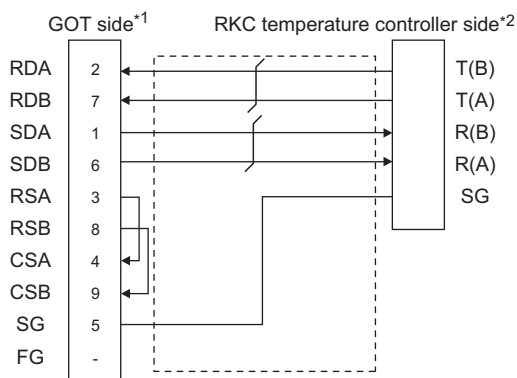 GOT side*1 RKC temperature controller side*2
RDA 2 T(B)
RDB 7 T(A)
SDA 1 R(B)
SDB 6 R(A)
RSA 3 SG
RSB 8
CSA 4
CSB 9
SG 5
FG -